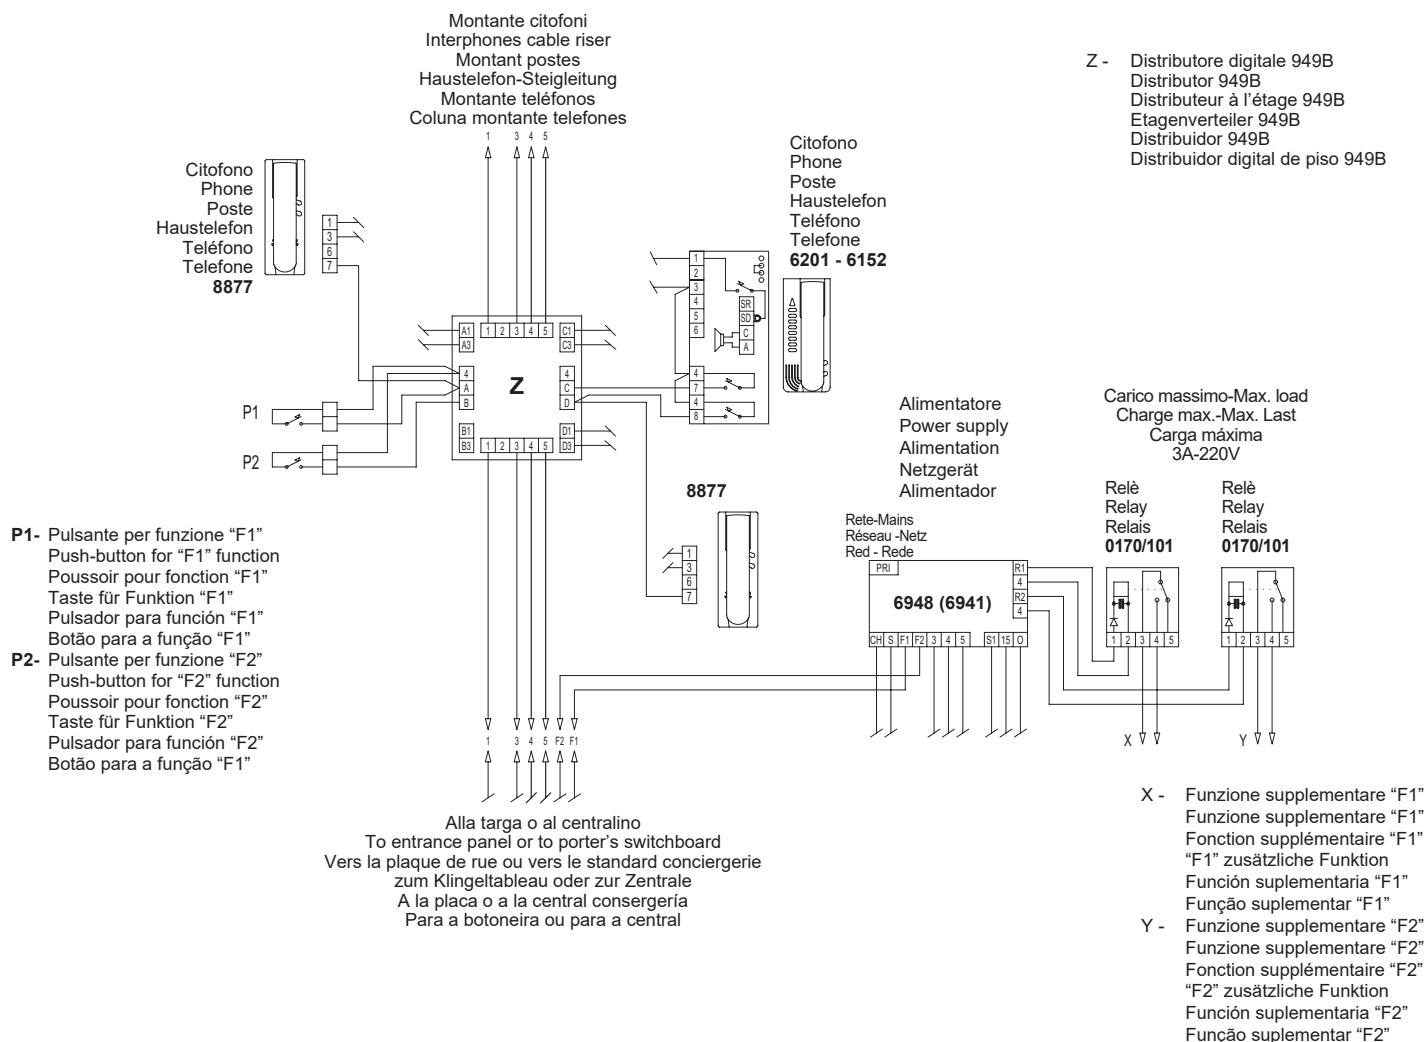 Montante citofoni
Interphones cable riser
Montant postes
Haustelefon-Steigleitung
Montante teléfonos
Coluna montante telefones
1 3 4 5
Z - Distributore digitale 949B
Distributor 949B
Distributeur à l'étage 949B
Etagenverteiler 949B
Distribuidor 949B
Distribuidor digital de piso 949B
Citofono
Phone
Poste
Haustelefon
Teléfono
Telefone
8877
1
3
6
7
Citofono
Phone
Poste
Haustelefon
Teléfono
Telefone
6201 - 6152
1
2
3
4
5
6
SR
SD
C
A
4
7
4
8
A1
A3
1 2 3 4 5
C1
C3
4
A
B
Z
4
C
D
B1
B3
1 2 3 4 5
D1
D3
P1
P2
8877
1
3
6
7
Alimentatore
Power supply
Alimentation
Netzgerät
Alimentador
Carico massimo-Max. load
Charge max.-Max. Last
Carga máxima
3A-220V
Relè
Relay
Relais
0170/101
1 2 3 4 5
Relè
Relay
Relais
0170/101
1 2 3 4 5
Rete-Mains
Réseau -Netz
Red - Rede
PRI
6948 (6941)
R1
4
R2
4
CH S F1 F2 3 4 5 S1 15 O
X
Y
P1- Pulsante per funzione “F1”
Push-button for “F1” function
Poussoir pour fonction “F1”
Taste für Funktion “F1”
Pulsador para función “F1”
Botão para a função “F1”
P2- Pulsante per funzione “F2”
Push-button for “F2” function
Poussoir pour fonction “F2”
Taste für Funktion “F2”
Pulsador para función “F2”
Botão para a função “F1”
1 3 4 5 F2 F1
Alla targa o al centralino
To entrance panel or to porter's switchboard
Vers la plaque de rue ou vers le standard conciergerie
zum Klingeltableau oder zur Zentrale
A la placa o a la central consergería
Para a botoneira ou para a central
X - Funzione supplementare “F1”
Funzione supplementare “F1”
Fonction supplémentaire “F1”
“F1” zusätzliche Funktion
Función suplementaria “F1”
Função suplementar “F1”
Y - Funzione supplementare “F2”
Funzione supplementare “F2”
Fonction supplémentaire “F2”
“F2” zusätzliche Funktion
Función suplementaria “F2”
Função suplementar “F2”